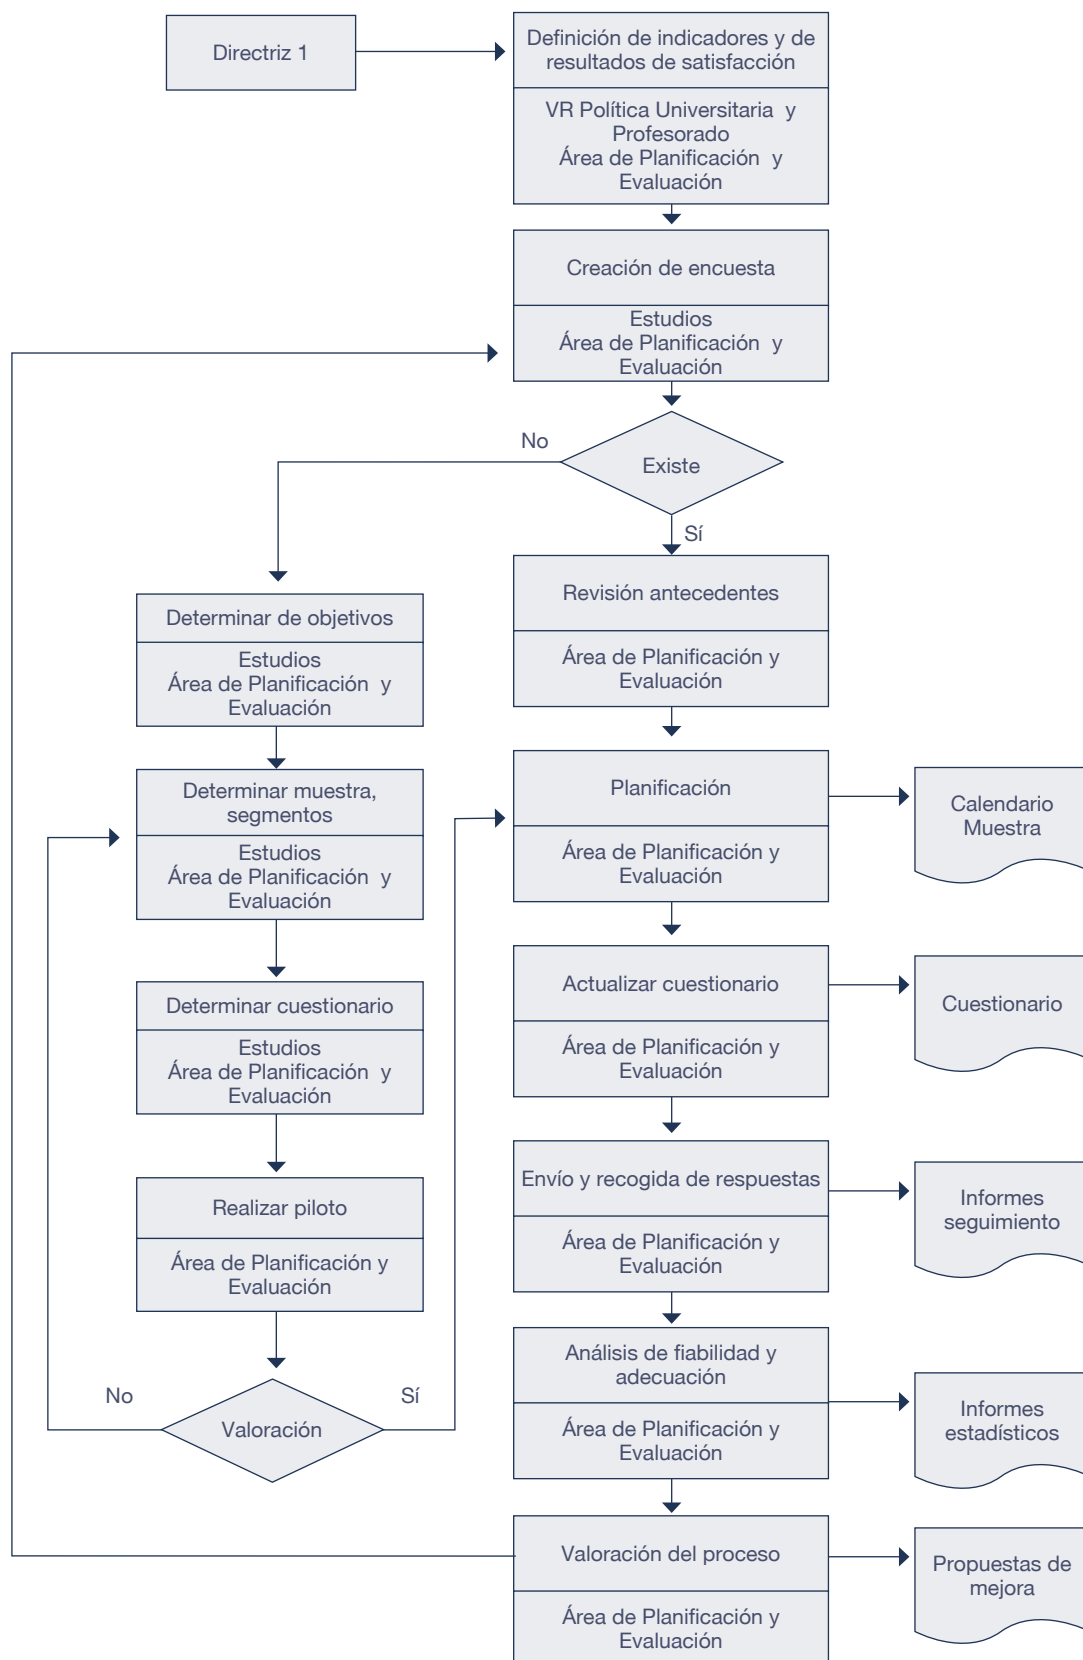 Directriz 1
Definición de indicadores y de
resultados de satisfacción
VR Política Universitaria y
Profesorado
Área de Planificación y
Evaluación
Creación de encuesta
Estudios
Área de Planificación y
Evaluación
No
Existe
Sí
Revisión antecedentes
Área de Planificación y
Evaluación
Determinar de objetivos
Estudios
Área de Planificación y
Evaluación
Determinar muestra,
segmentos
Estudios
Área de Planificación y
Evaluación
Determinar cuestionario
Estudios
Área de Planificación y
Evaluación
Realizar piloto
Área de Planificación y
Evaluación
No
Valoración
Sí
Planificación
Área de Planificación y
Evaluación
Calendario
Muestra
Actualizar cuestionario
Área de Planificación y
Evaluación
Cuestionario
Envío y recogida de respuestas
Área de Planificación y
Evaluación
Informes
seguimiento
Análisis de fiabilidad y
adecuación
Área de Planificación y
Evaluación
Informes
estadísticos
Valoración del proceso
Área de Planificación y
Evaluación
Propuestas de
mejora